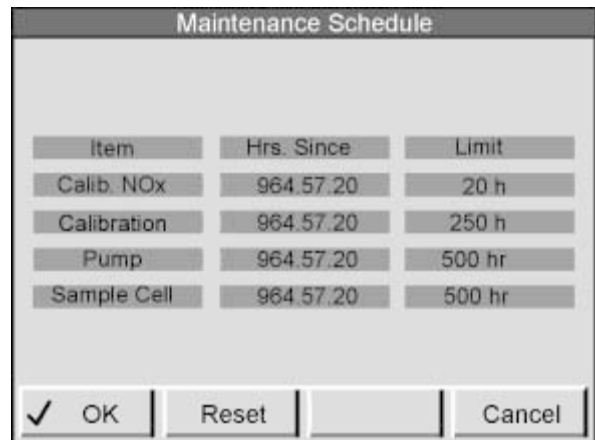 Maintenance Schedule
Item Hrs. Since Limit
Calib. NOx 964.57.20 20 h
Calibration 964.57.20 250 h
Pump 964.57.20 500 hr
Sample Cell 964.57.20 500 hr
OK Reset Cancel